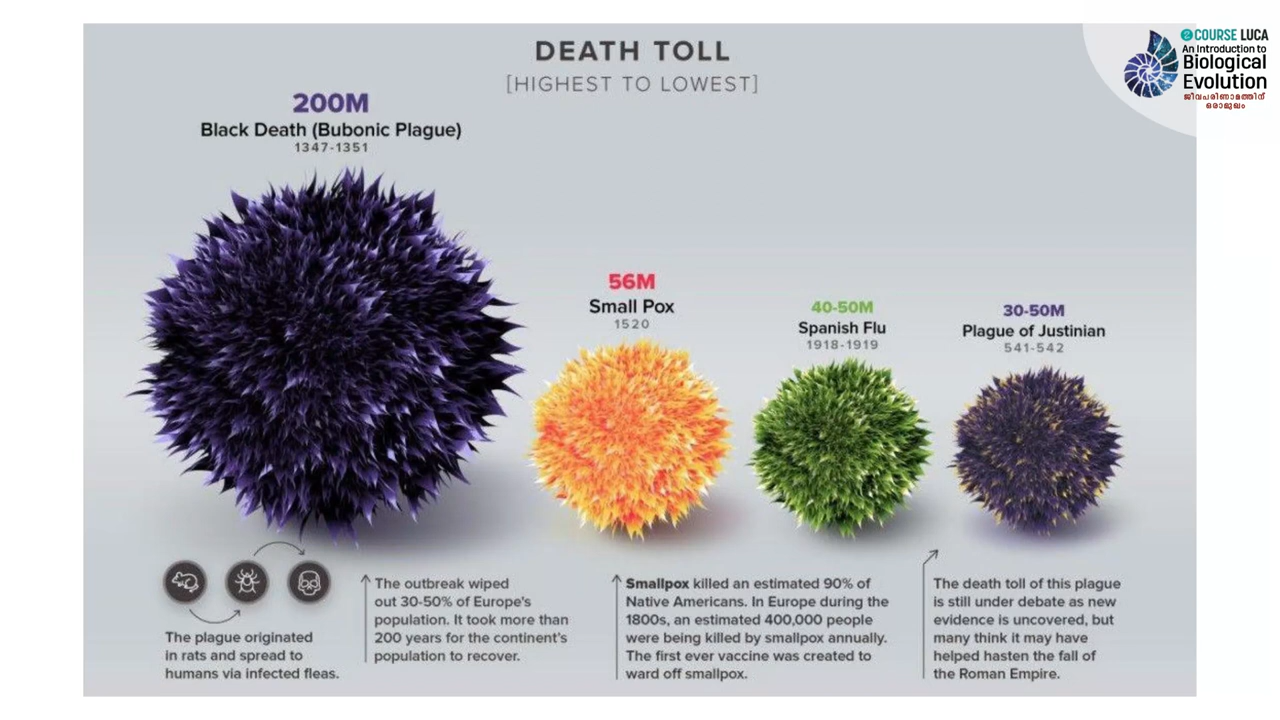 DEATH TOLL
[HIGHEST TO LOWEST]
COURSE LUCA
An Introduction to
Biological
Evolution
ജീവപരിണാമത്തിന്
ഒരാമുഖം
200M
Black Death (Bubonic Plague)
1347-1351
56M
Small Pox
1520
40-50M
Spanish Flu
1918-1919
30-50M
Plague of Justinian
541-542
The plague originated
in rats and spread to
humans via infected fleas.
The outbreak wiped
out 30-50% of Europe's
population. It took more than
200 years for the continent's
population to recover.
Smallpox killed an estimated 90% of
Native Americans. In Europe during the
1800s, an estimated 400,000 people
were being killed by smallpox annually.
The first ever vaccine was created to
ward off smallpox.
The death toll of this plague
is still under debate as new
evidence is uncovered, but
many think it may have
helped hasten the fall of
the Roman Empire.